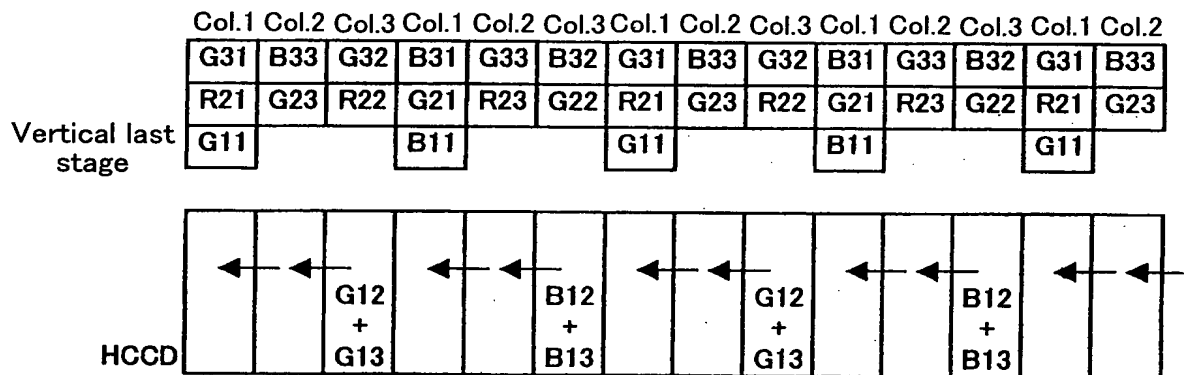 Col.1 Col.2 Col.3 Col.1 Col.2 Col.3 Col.1 Col.2 Col.3 Col.1 Col.2 Col.3 Col.1 Col.2
G31 B33 G32 B31 G33 B32 G31 B33 G32 B31 G33 B32 G31 B33
R21 G23 R22 G21 R23 G22 R21 G23 R22 G21 R23 G22 R21 G23
Vertical last
stage
G11 B11 G11 B11 G11
G12 B12 G12 B12
+ + + +
HCCD G13 B13 G13 B13